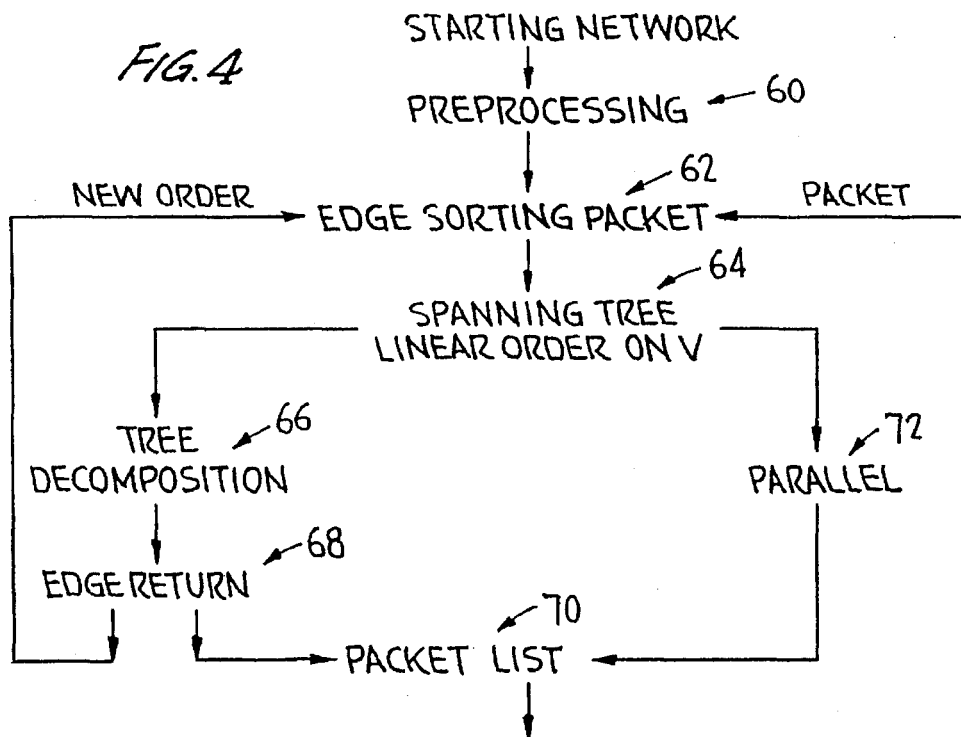 FIG. 4
STARTING NETWORK
PREPROCESSING
60
NEW ORDER
62
EDGE SORTING PACKET
PACKET
64
SPANNING TREE
LINEAR ORDER ON V
66
TREE
DECOMPOSITION
72
PARALLEL
68
EDGE RETURN
70
PACKET LIST